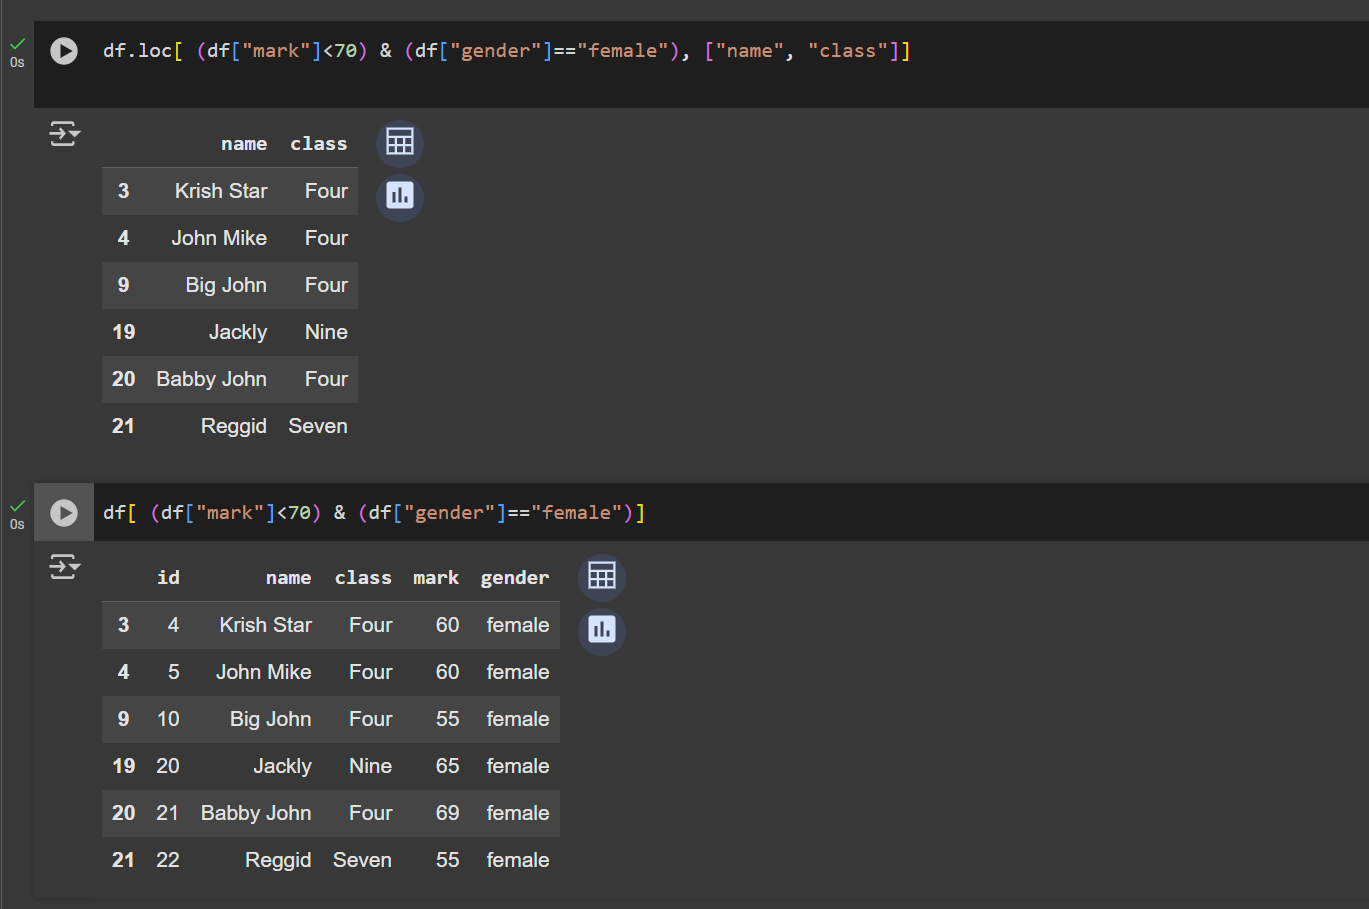 df.loc[ (df["mark"]<70) & (df["gender"]=="female"), ["name", "class"]]
0s
name class
3 Krish Star Four
4 John Mike Four
9 Big John Four
19 Jackly Nine
20 Babby John Four
21 Reggid Seven
df[ (df["mark"]<70) & (df["gender"]=="female")]
0s
id name class mark gender
3 4 Krish Star Four 60 female
4 5 John Mike Four 60 female
9 10 Big John Four 55 female
19 20 Jackly Nine 65 female
20 21 Babby John Four 69 female
21 22 Reggid Seven 55 female